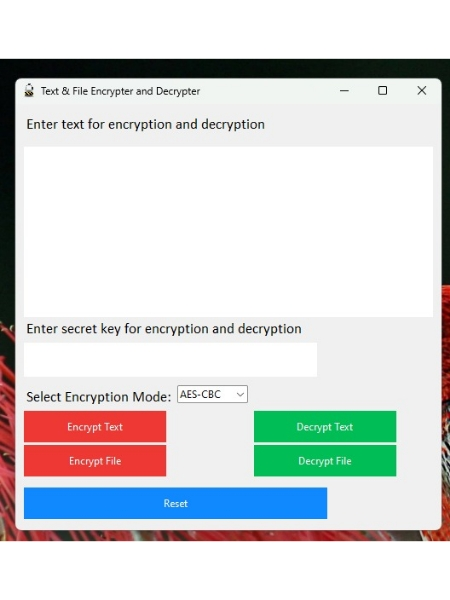 Text & File Encrypter and Decrypter
Enter text for encryption and decryption
Enter secret key for encryption and decryption
Select Encryption Mode: AES-CBC
Encrypt Text Decrypt Text
Encrypt File Decrypt File
Reset